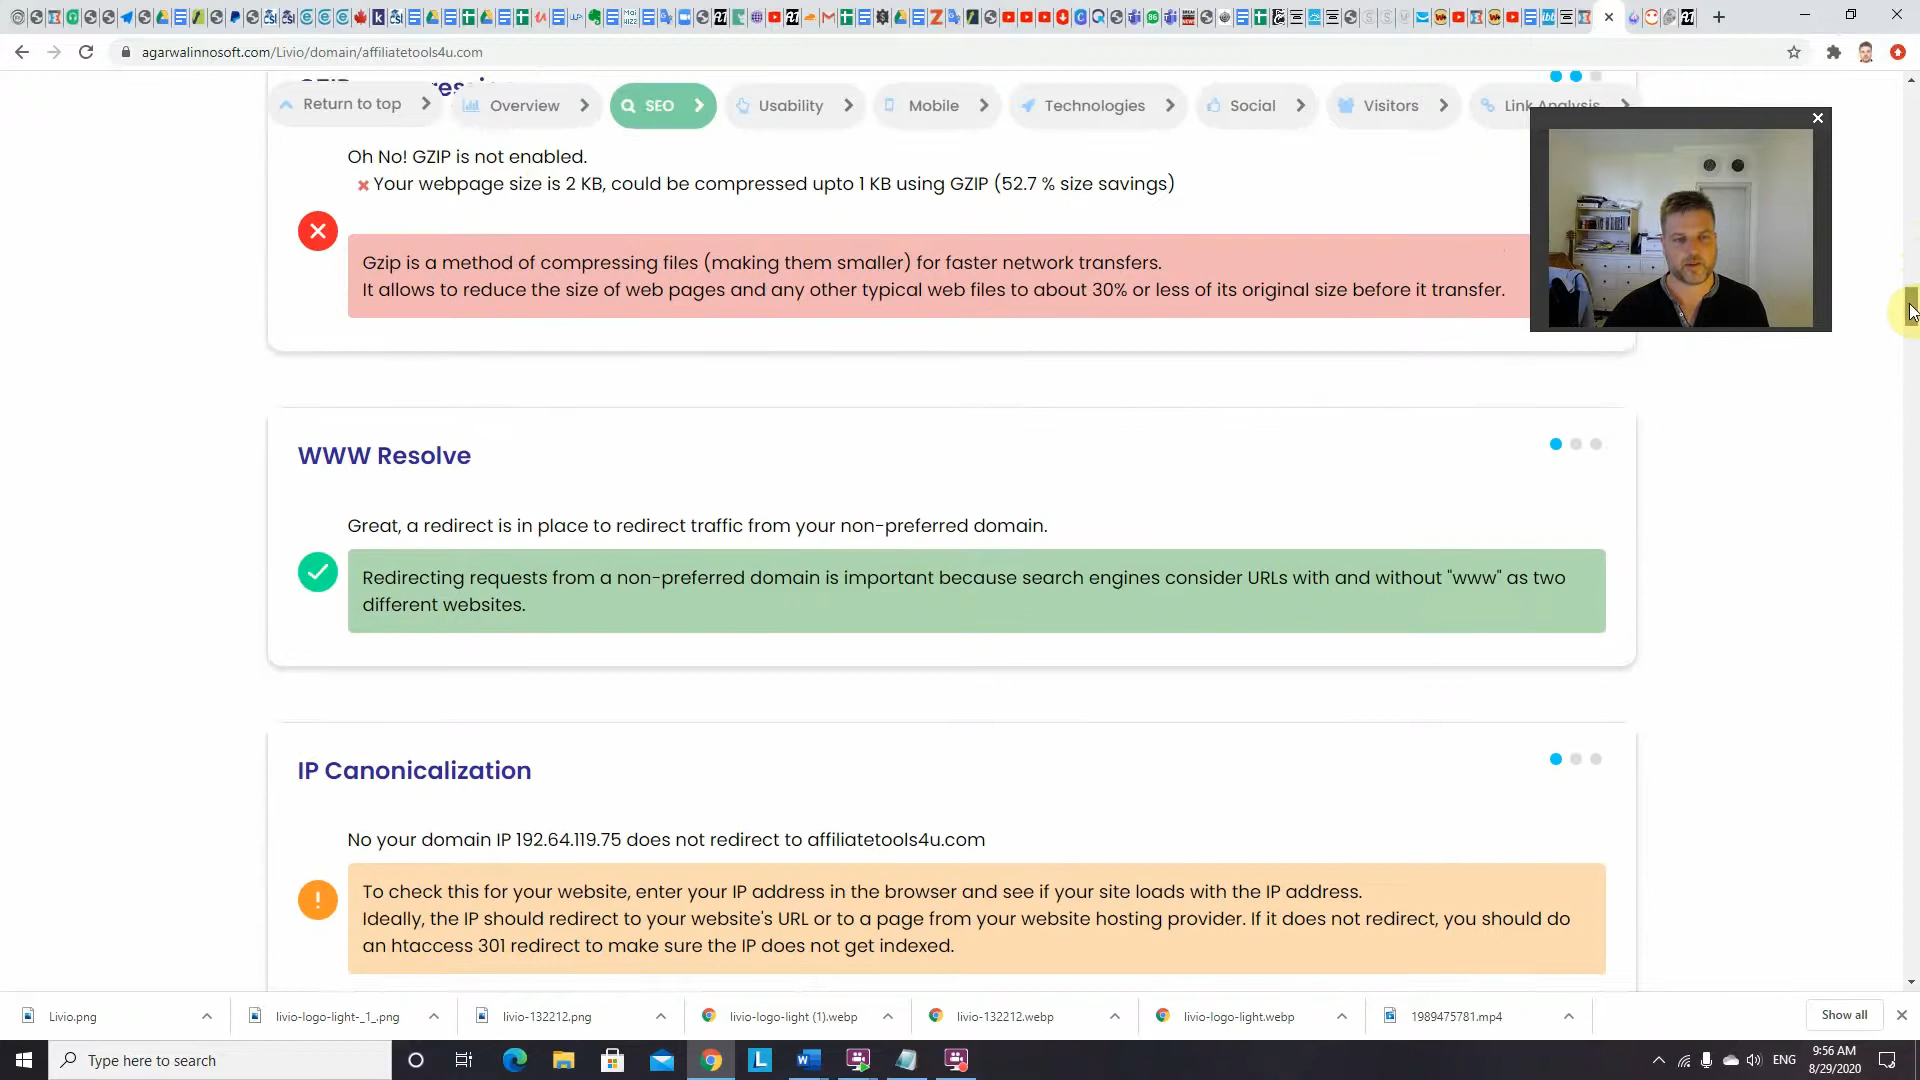 agarwalinnosoft.com/Livio/domain/affiliatetools4u.com
Return to top
Overview
SEO
Usability
Mobile
Technologies
Social
Visitors
Link Analysis
Oh No! GZIP is not enabled.
Your webpage size is 2 KB, could be compressed upto 1 KB using GZIP (52.7 % size savings)
Gzip is a method of compressing files (making them smaller) for faster network transfers.
It allows to reduce the size of web pages and any other typical web files to about 30% or less of its original size before it transfer.
WWW Resolve
Great, a redirect is in place to redirect traffic from your non-preferred domain.
Redirecting requests from a non-preferred domain is important because search engines consider URLs with and without "www" as two
different websites.
IP Canonicalization
No your domain IP 192.64.119.75 does not redirect to affiliatetools4u.com
To check this for your website, enter your IP address in the browser and see if your site loads with the IP address.
Ideally, the IP should redirect to your website's URL or to a page from your website hosting provider. If it does not redirect, you should do
an htaccess 301 redirect to make sure the IP does not get indexed.
Livio.png
livio-logo-light-_1_.png
livio-132212.png
livio-logo-light (1).webp
livio-132212.webp
livio-logo-light.webp
1989475781.mp4
Show all
Type here to search
ENG
9:56 AM
8/29/2020